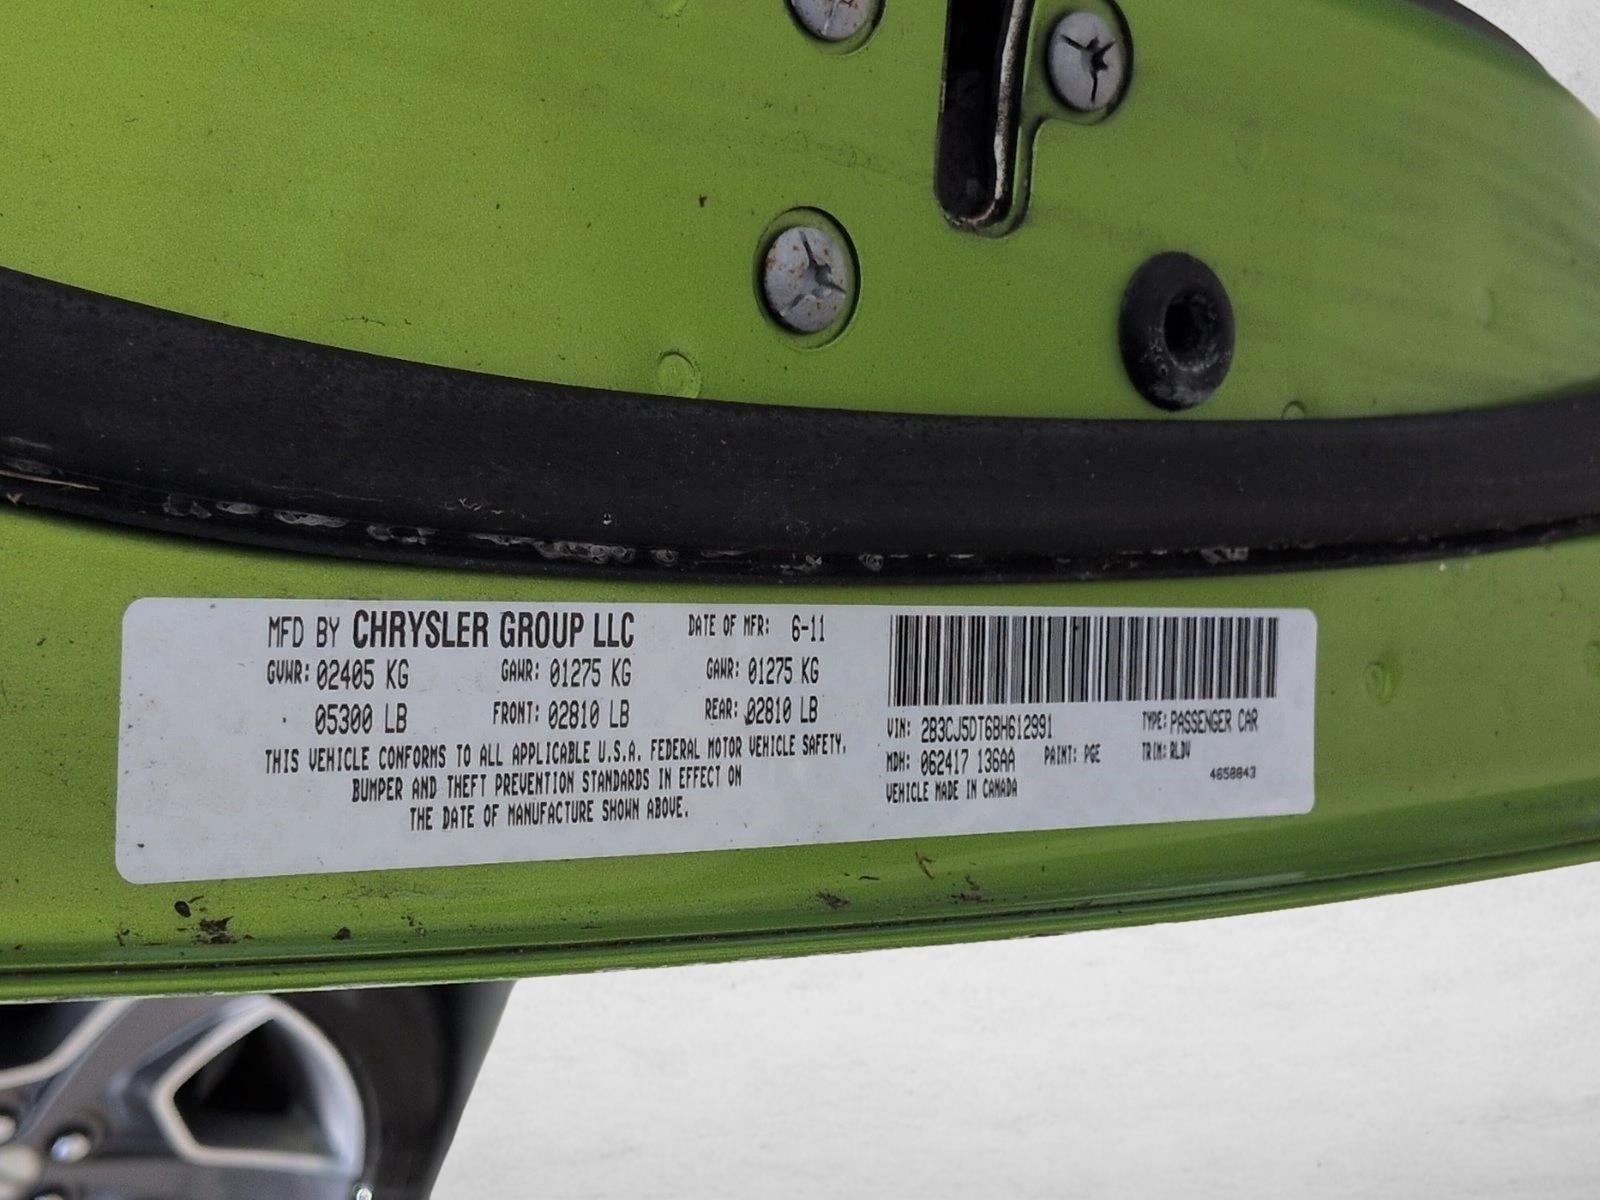 MFD BY CHRYSLER GROUP LLC DATE OF MFR: 6-11
GVWR: 02405 KG GAWR: 01275 KG GAWR: 01275 KG
05300 LB FRONT: 02810 LB REAR: 02810 LB
THIS VEHICLE CONFORMS TO ALL APPLICABLE U.S.A. FEDERAL MOTOR VEHICLE SAFETY,
BUMPER AND THEFT PREVENTION STANDARDS IN EFFECT ON
THE DATE OF MANUFACTURE SHOWN ABOVE.
VIN: 2B3CJ5DT6BH612991 TYPE: PASSENGER CAR
MDH: 062417 136AA PAINT: PGE TRIM: RLDV
4658843
VEHICLE MADE IN CANADA